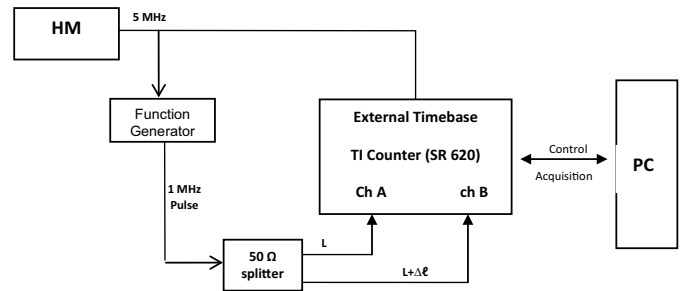 HM
5 MHz
Function
Generator
External Timebase
TI Counter (SR 620)
Ch A
ch B
Control
Acquisition
PC
1 MHz
Pulse
50 Ω
splitter
L
L+Δℓ